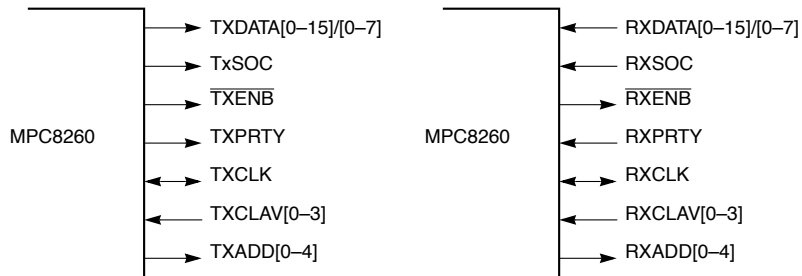 MPC8260
TXDATA[0–15]/[0–7]
TxSOC
TXENB
TXPRTY
TXCLK
TXCLAV[0–3]
TXADD[0–4]
MPC8260
RXDATA[0–15]/[0–7]
RXSOC
RXENB
RXPRTY
RXCLK
RXCLAV[0–3]
RXADD[0–4]